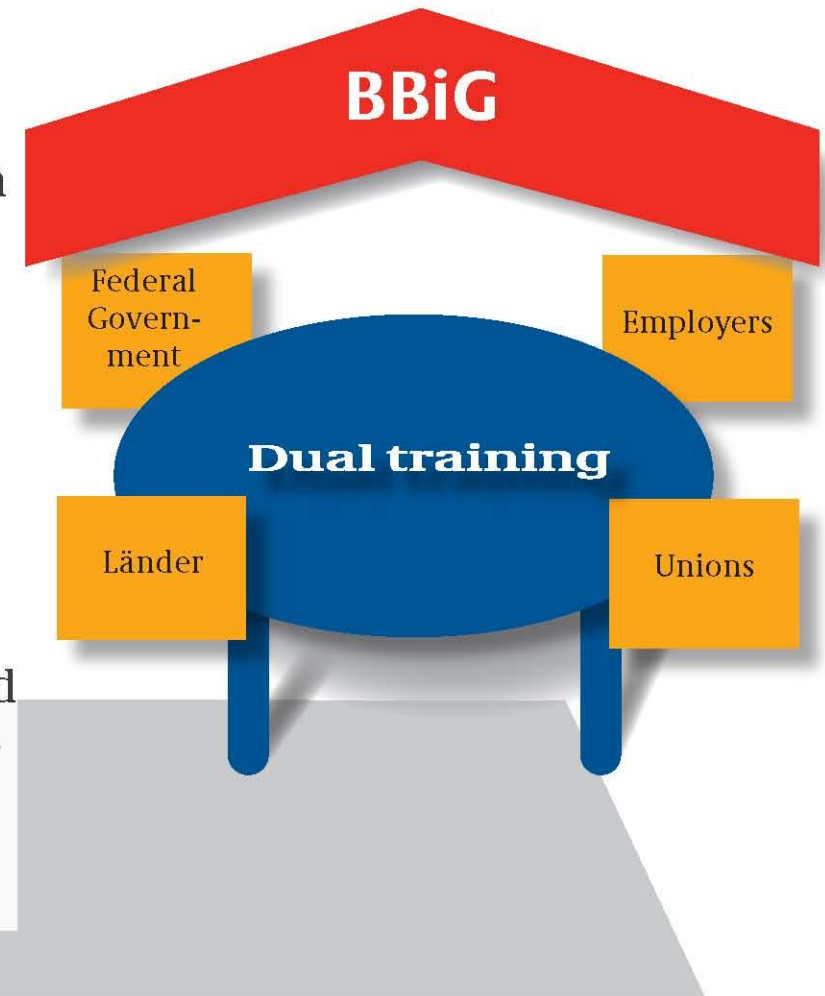 BBiG
Federal
Govern-
ment
Employers
Dual training
Länder
Unions